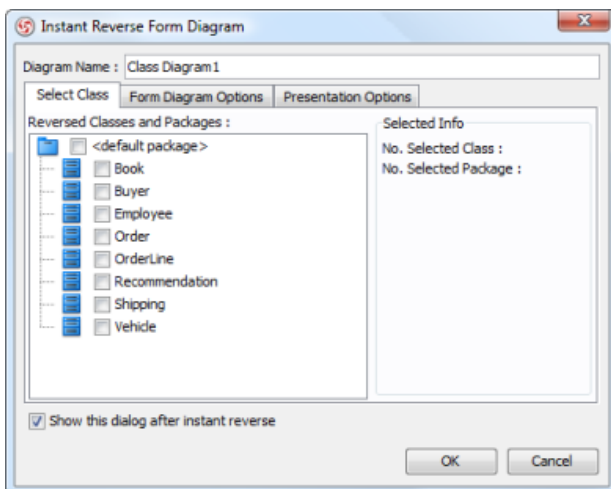 Instant Reverse Form Diagram
Diagram Name : Class Diagram1
Select Class Form Diagram Options Presentation Options
Reversed Classes and Packages :
<default package>
Book
Buyer
Employee
Order
OrderLine
Recommendation
Shipping
Vehicle
Selected Info
No. Selected Class :
No. Selected Package :
Show this dialog after instant reverse
OK Cancel